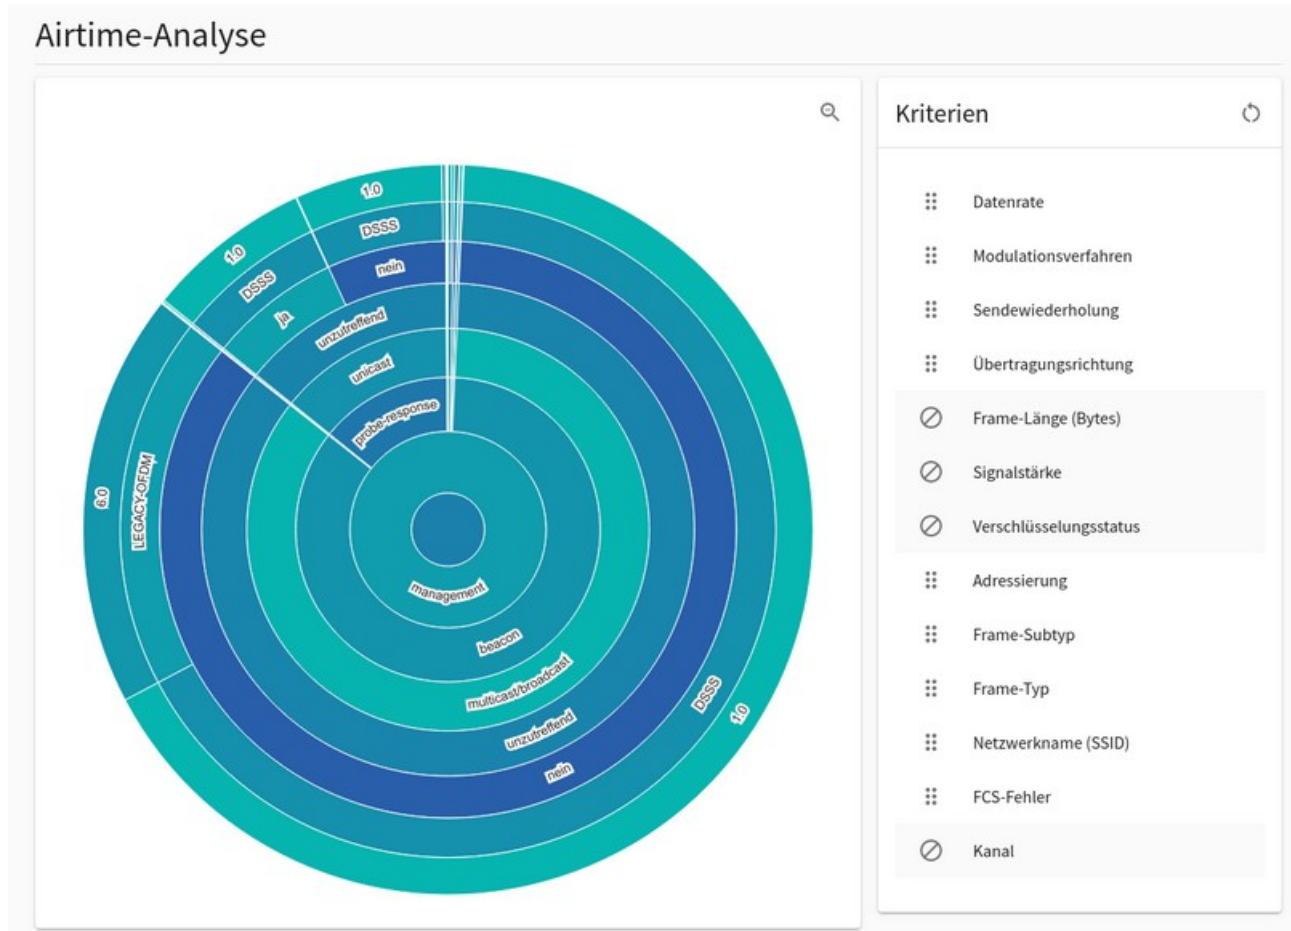 Airtime-Analyse
1.0
DSSS
nein
1.0
DSSS
ja
unzutreffend
unicast
probe-response
6.0
LEGACY-OFDM
management
beacon
multicast/broadcast
unzutreffend
nein
DSSS
1.0
Kriterien
Datenrate
Modulationsverfahren
Sendewiederholung
Übertragungsrichtung
Frame-Länge (Bytes)
Signalstärke
Verschlüsselungsstatus
Adressierung
Frame-Subtyp
Frame-Typ
Netzwerkname (SSID)
FCS-Fehler
Kanal